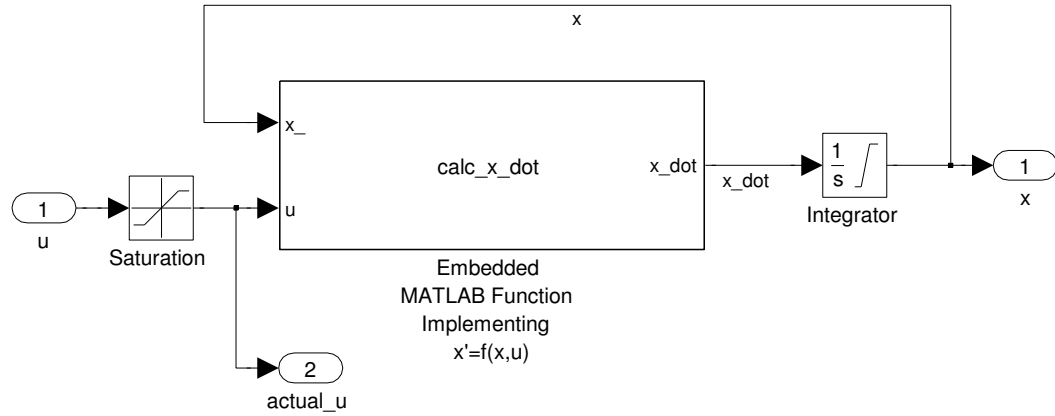 x
x_
calc_x_dot
x_dot
x_dot
1
s
Integrator
1
x
1
u
Saturation
u
Embedded
MATLAB Function
Implementing
x'=f(x,u)
2
actual_u